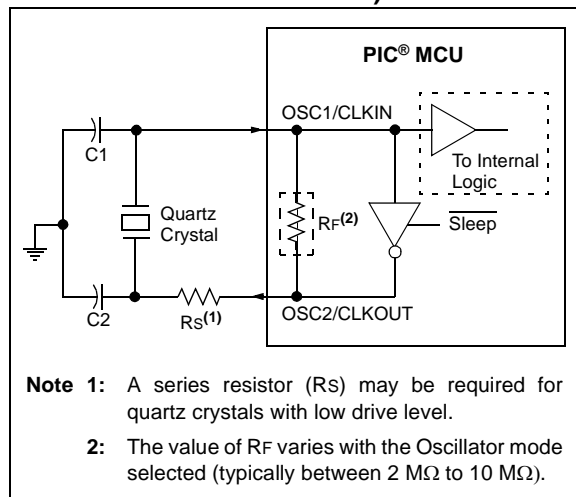 PIC® MCU
OSC1/CLKIN
C1
To Internal
Logic
Quartz
Crystal
RF(2)
Sleep
C2
RS(1)
OSC2/CLKOUT
Note 1: A series resistor (RS) may be required for
quartz crystals with low drive level.
2: The value of RF varies with the Oscillator mode
selected (typically between 2 MΩ to 10 MΩ).